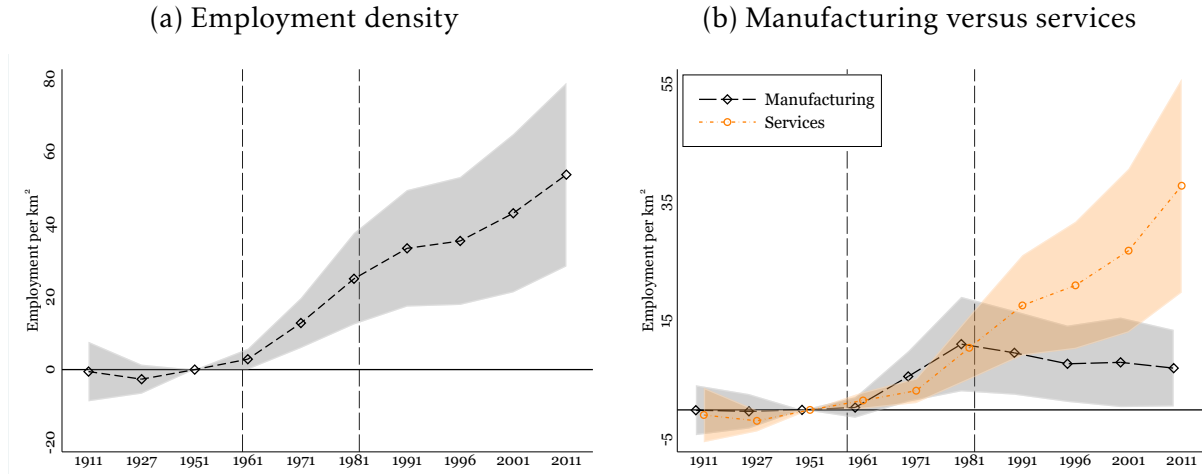 (a) Employment density
Employment per km²
80
60
40
20
0
-20
1911 1927 1951 1961 1971 1981 1991 1996 2001 2011
(b) Manufacturing versus services
Manufacturing
Services
Employment per km²
55
35
15
-5
1911 1927 1951 1961 1971 1981 1991 1996 2001 2011